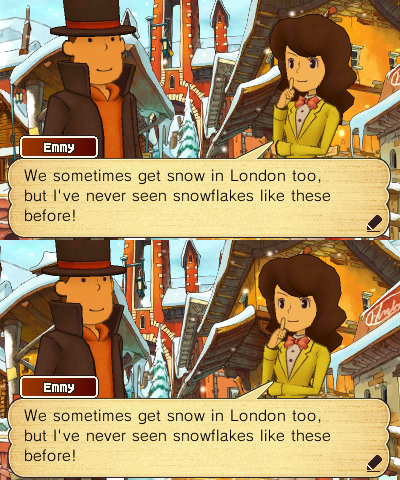 Emmy
We sometimes get snow in London too,
but I've never seen snowflakes like these
before!
Emmy
We sometimes get snow in London too,
but I've never seen snowflakes like these
before!